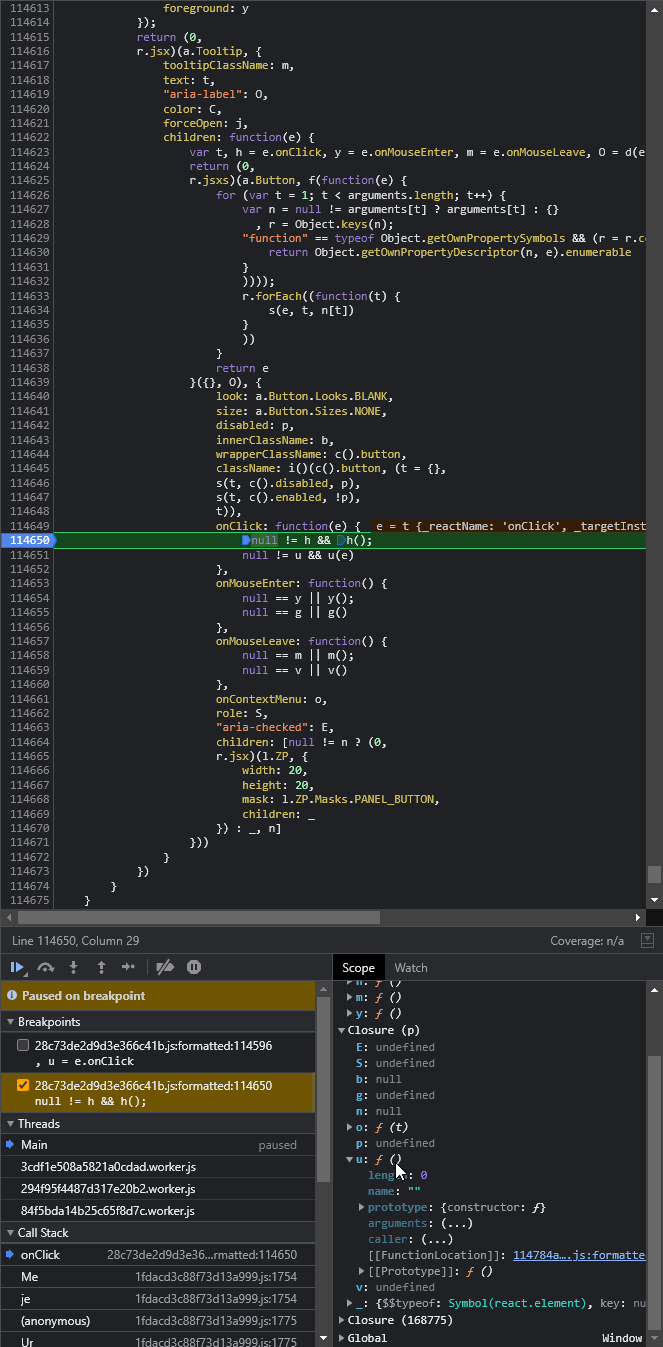 114613 foreground: y
114614 });
114615 return (0,
114616 r.jsx)(a.Tooltip, {
114617 tooltipClassName: m,
114618 text: t,
114619 "aria-label": O,
114620 color: C,
114621 forceOpen: j,
114622 children: function(e) {
114623 var t, h = e.onClick, y = e.onMouseEnter, m = e.onMouseLeave, O = d(e
114624 return (0,
114625 r.jsxs)(a.Button, f(function(e) {
114626 for (var t = 1; t < arguments.length; t++) {
114627 var n = null != arguments[t] ? arguments[t] : {}
114628 , r = Object.keys(n);
114629 "function" == typeof Object.getOwnPropertySymbols && (r = r.c
114630 return Object.getOwnPropertyDescriptor(n, e).enumerable
114631 }
114632 ))));
114633 r.forEach((function(t) {
114634 s(e, t, n[t])
114635 }
114636 ))
114637 }
114638 return e
114639 }({}, O), {
114640 look: a.Button.Looks.BLANK,
114641 size: a.Button.Sizes.NONE,
114642 disabled: p,
114643 innerClassName: b,
114644 wrapperClassName: c().button,
114645 className: i()(c().button, (t = {},
114646 s(t, c().disabled, p),
114647 s(t, c().enabled, !p),
114648 t)),
114649 onClick: function(e) { e = t {_reactName: 'onClick', _targetInst
114650 null != h && h();
114651 null != u && u(e)
114652 },
114653 onMouseEnter: function() {
114654 null == y || y();
114655 null == g || g()
114656 },
114657 onMouseLeave: function() {
114658 null == m || m();
114659 null == v || v()
114660 },
114661 onContextMenu: o,
114662 role: S,
114663 "aria-checked": E,
114664 children: [null != n ? (0,
114665 r.jsx)(l.ZP, {
114666 width: 20,
114667 height: 20,
114668 mask: l.ZP.Masks.PANEL_BUTTON,
114669 children: _
114670 }) : _, n]
114671 }))
114672 }
114673 })
114674 }
114675 }
Line 114650, Column 29 Coverage: n/a
Paused on breakpoint
Breakpoints
28c73de2d9d3e366c41b.js:formatted:114596
, u = e.onClick
28c73de2d9d3e366c41b.js:formatted:114650
null != h && h();
Threads
Main paused
3cdf1e508a5821a0cdad.worker.js
294f95f4487d317e20b2.worker.js
84f5bda14b25c65f8d7c.worker.js
Call Stack
onClick 28c73de2d9d3e36...rmatted:114650
Me 1fdacd3c88f73d13a999.js:1754
je 1fdacd3c88f73d13a999.js:1754
(anonymous) 1fdacd3c88f73d13a999.js:1775
Ur 1fdacd3c88f73d13a999.js:1775
Scope Watch
h: ƒ ()
m: ƒ ()
y: ƒ ()
Closure (p)
E: undefined
S: undefined
b: null
g: undefined
n: null
o: ƒ (t)
p: undefined
u: ƒ ()
length: 0
name: ""
prototype: {constructor: ƒ}
arguments: (...)
caller: (...)
[[FunctionLocation]]: 114784a….js:formatte
[[Prototype]]: ƒ ()
v: undefined
_: {$$typeof: Symbol(react.element), key: nu
Closure (168775)
Global Window